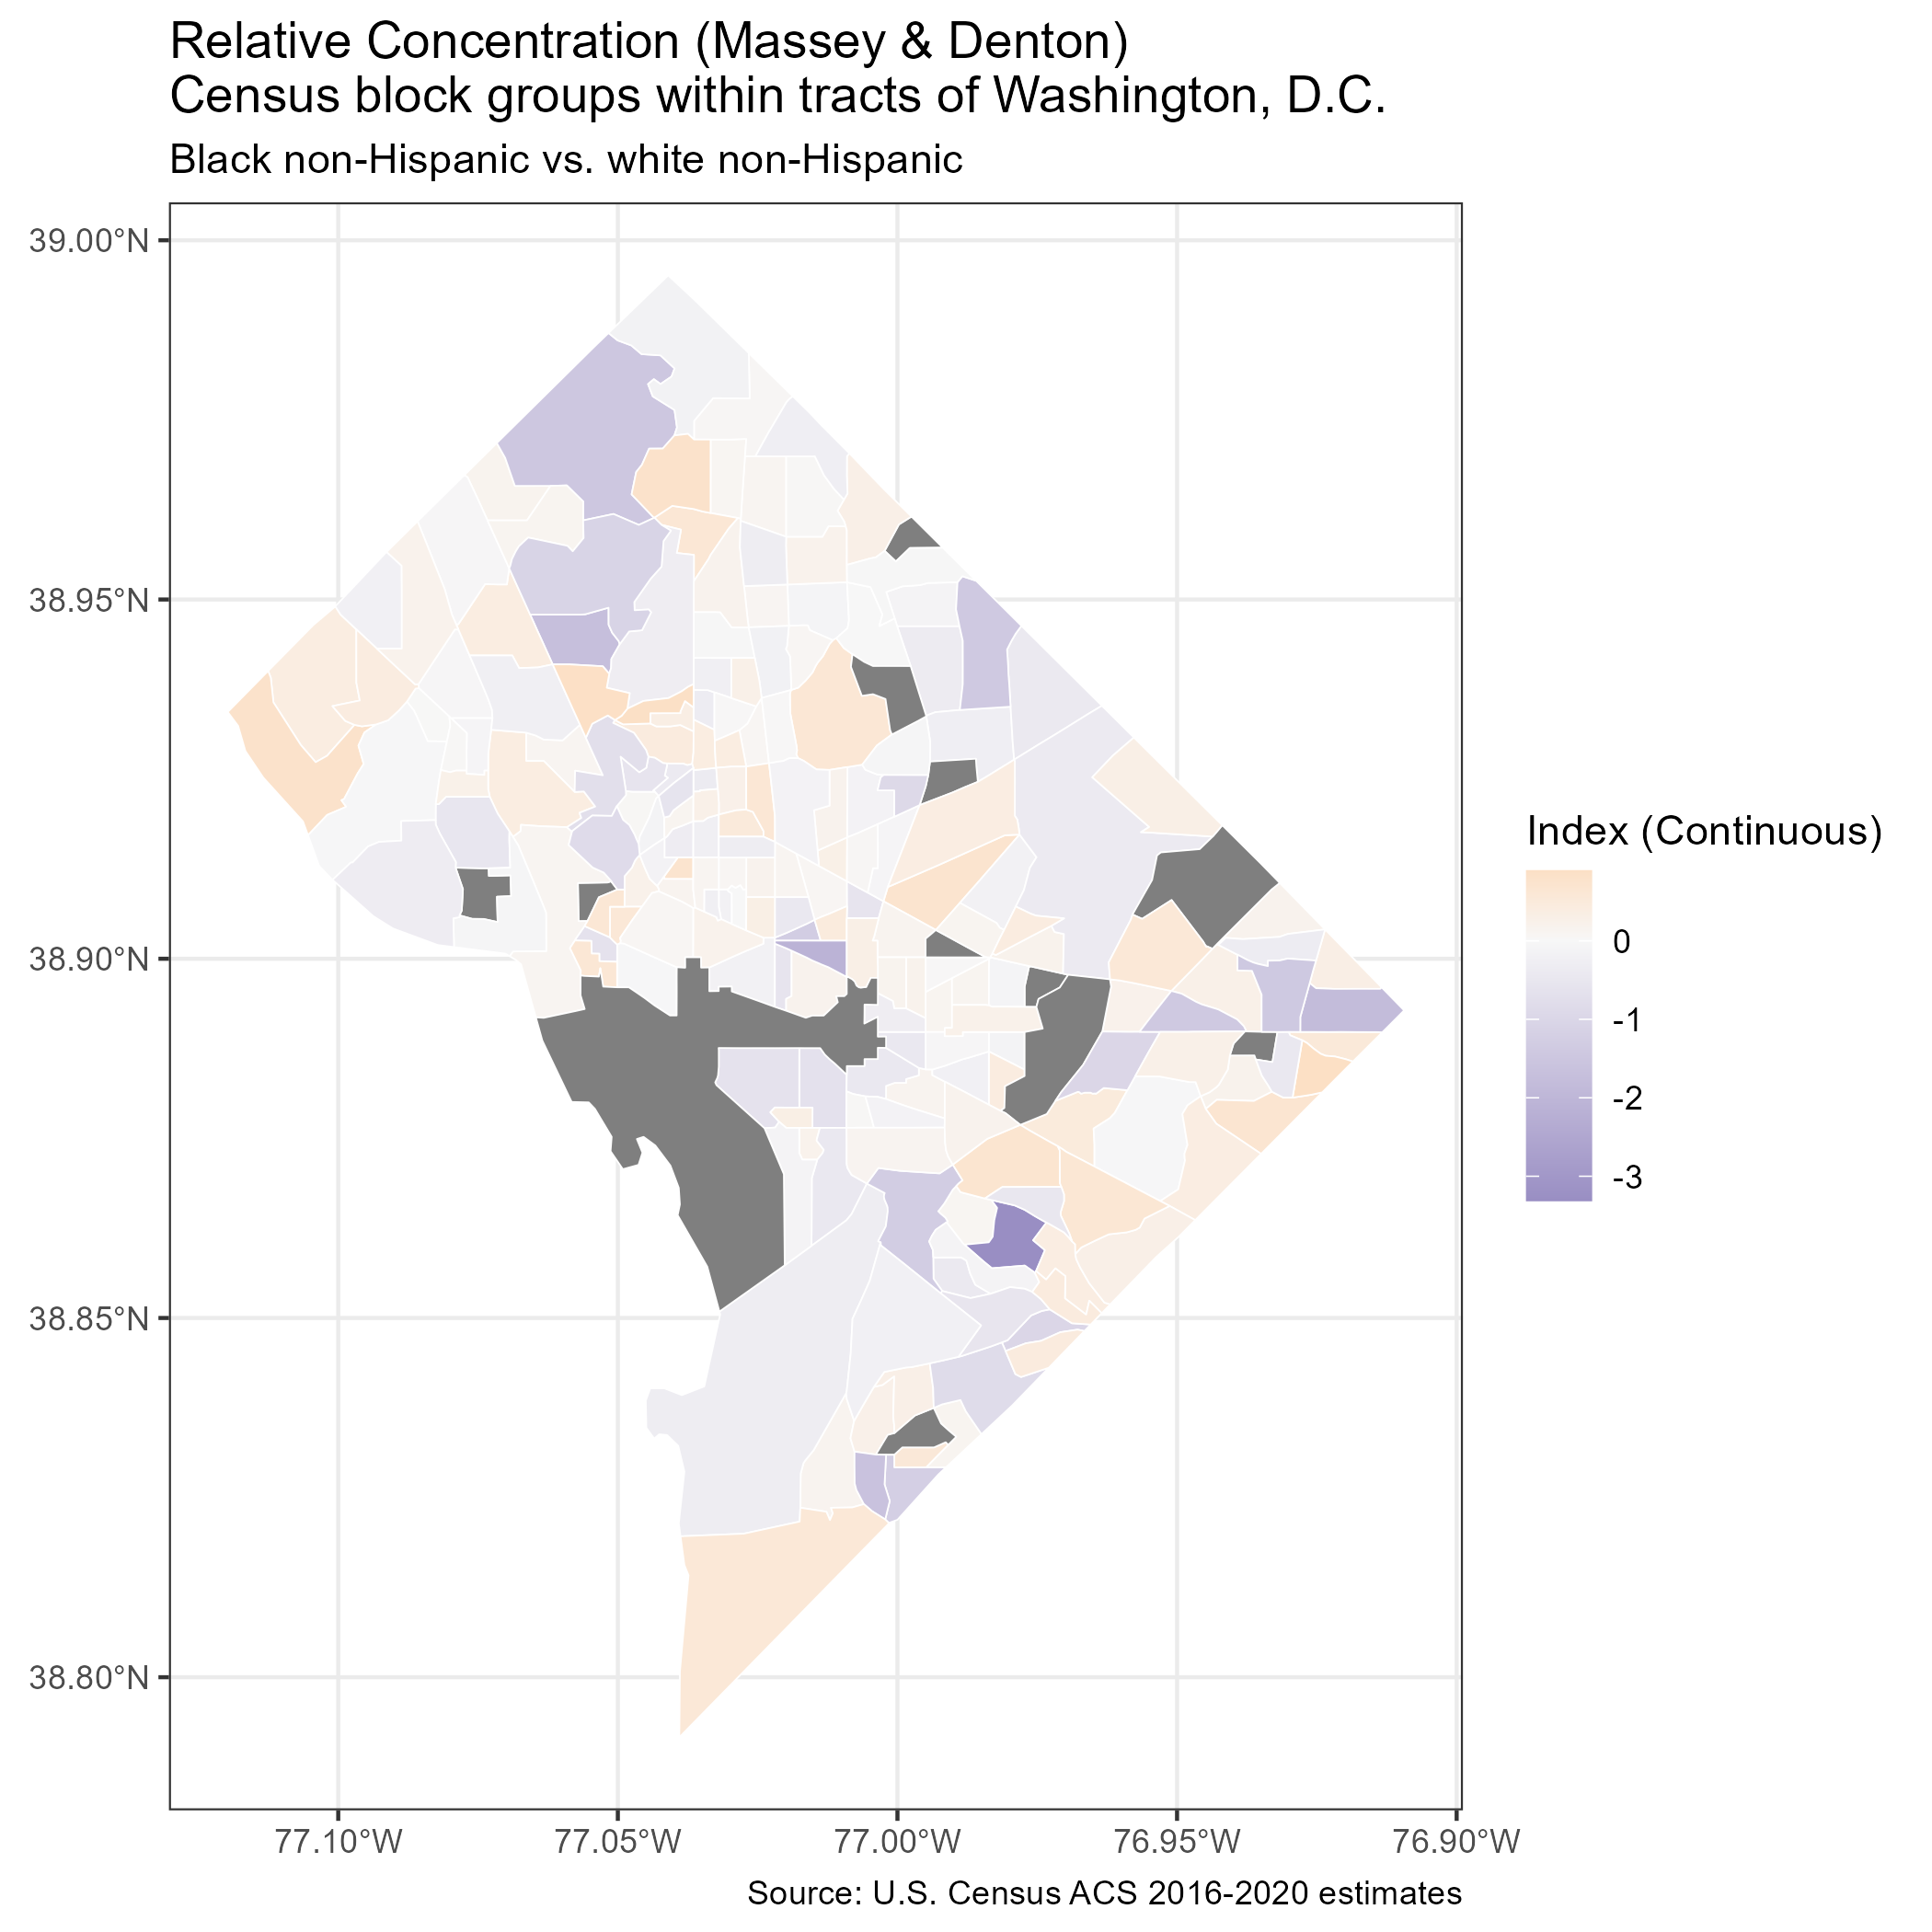 Relative Concentration (Massey & Denton)
Census block groups within tracts of Washington, D.C.
Black non-Hispanic vs. white non-Hispanic
39.00°N
38.95°N
38.90°N
38.85°N
38.80°N
77.10°W
77.05°W
77.00°W
76.95°W
76.90°W
Index (Continuous)
0
-1
-2
-3
Source: U.S. Census ACS 2016-2020 estimates